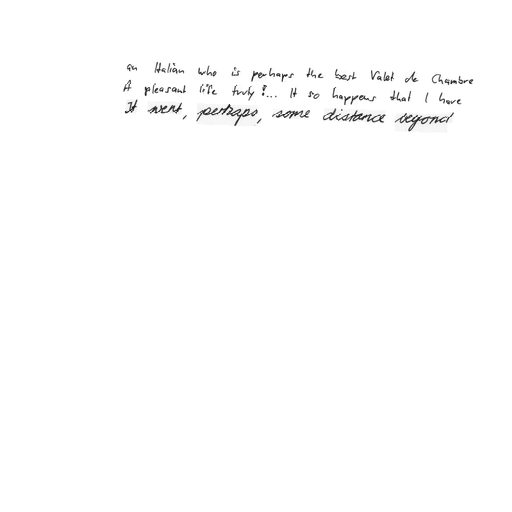 an Italian who is perhaps the best Valet de Chambre
A pleasant life truly!... It so happens that I have
It went, perhaps, some distance beyond